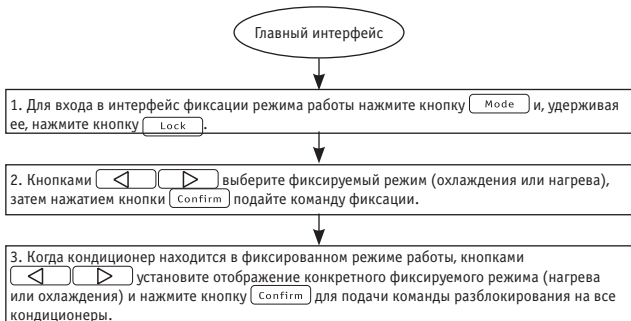 Главный интерфейс
1. Для входа в интерфейс фиксации режима работы нажмите кнопку Mode и, удерживая
ее, нажмите кнопку Lock .
2. Кнопками выберите фиксируемый режим (охлаждения или нагрева),
затем нажатием кнопки Confirm подайте команду фиксации.
3. Когда кондиционер находится в фиксированном режиме работы, кнопками
установите отображение конкретного фиксируемого режима (нагрева
или охлаждения) и нажмите кнопку Confirm для подачи команды разблокирования на все
кондиционеры.